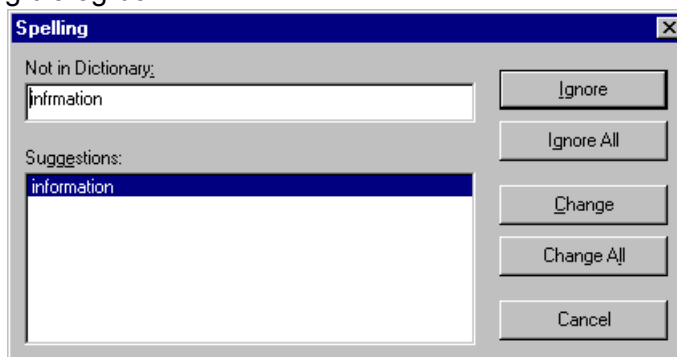 Spelling
Not in Dictionary:
infrmation
Suggestions:
information
Ignore
Ignore All
Change
Change All
Cancel